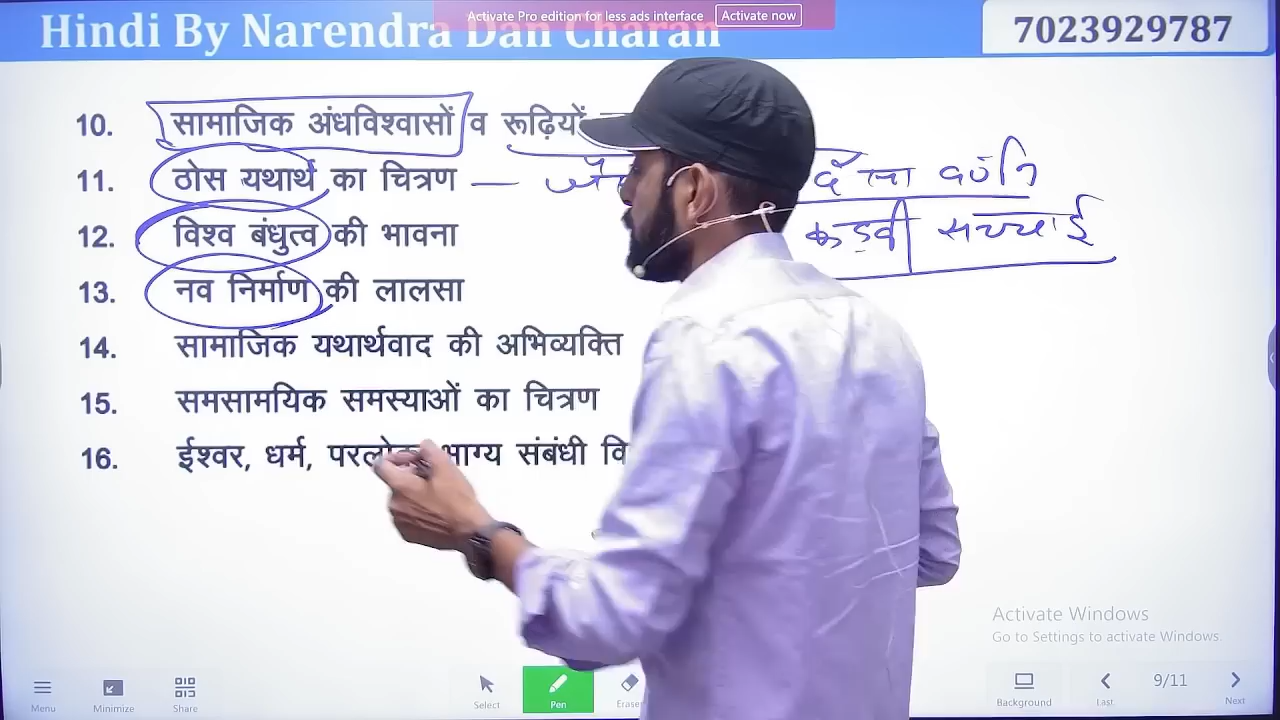 Activate Pro edition for less ads interface Activate now
Hindi By Narendra Dan Charan 7023929787
10. सामाजिक अंधविश्वासों व रूढ़ियों
11. ठोस यथार्थ का चित्रण —
12. विश्व बंधुत्व की भावना
कड़वी सच्चाई
13. नव निर्माण की लालसा
14. सामाजिक यथार्थवाद की अभिव्यक्ति
15. समसामयिक समस्याओं का चित्रण
16. ईश्वर, धर्म, परलोक भाग्य संबंधी
Activate Windows
Go to Settings to activate Windows.
Menu Minimize Share Select Pen Eraser Background Last 9/11 Next